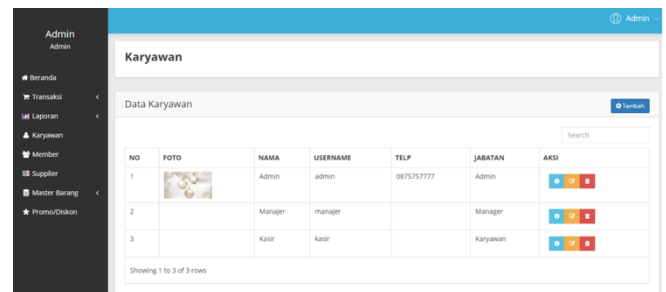 Admin
Admin
Admin
Beranda
Transaksi
Laporan
Karyawan
Member
Supplier
Master Barang
Promo/Diskon
Karyawan
Data Karyawan
Tambah
Search
NO FOTO NAMA USERNAME TELP JABATAN AKSI
1 Admin admin 0875757777 Admin
2 Manajer manajer Manager
3 Kasir kasir Karyawan
Showing 1 to 3 of 3 rows